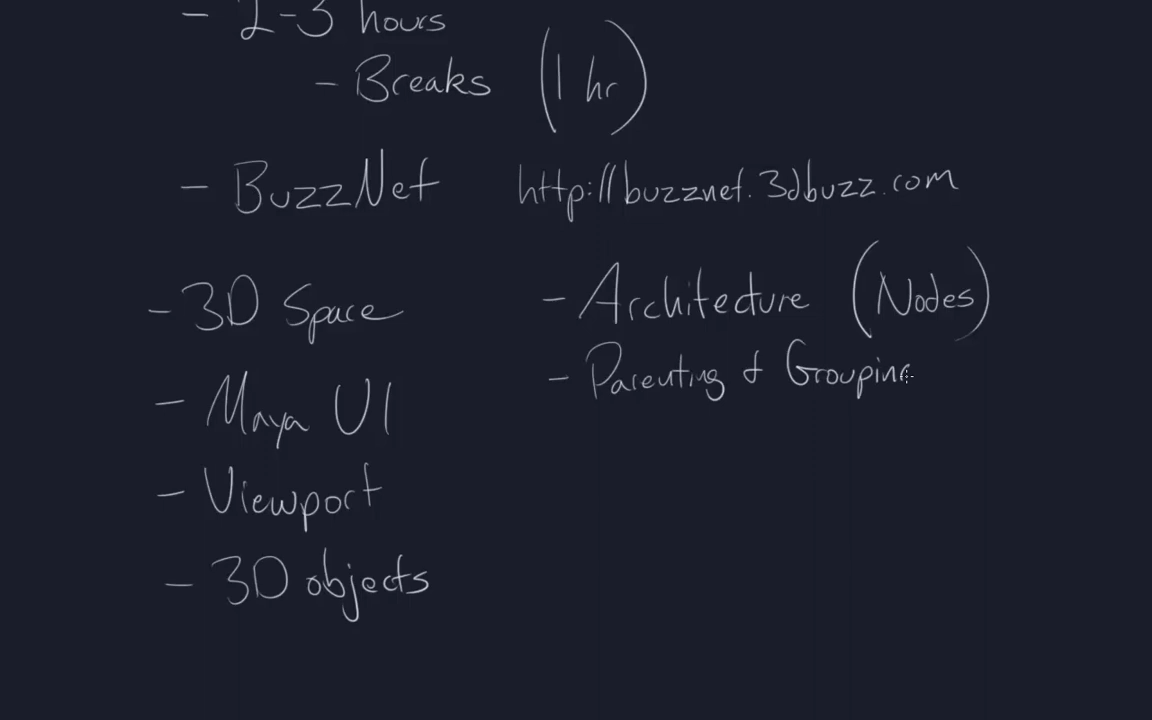 - 2-3 hours
- Breaks (1 hr)
- BuzzNet http://buzznet.3dbuzz.com
- 3D Space
- Maya UI
- Viewport
- 3D objects
- Architecture (Nodes)
- Parenting & Grouping